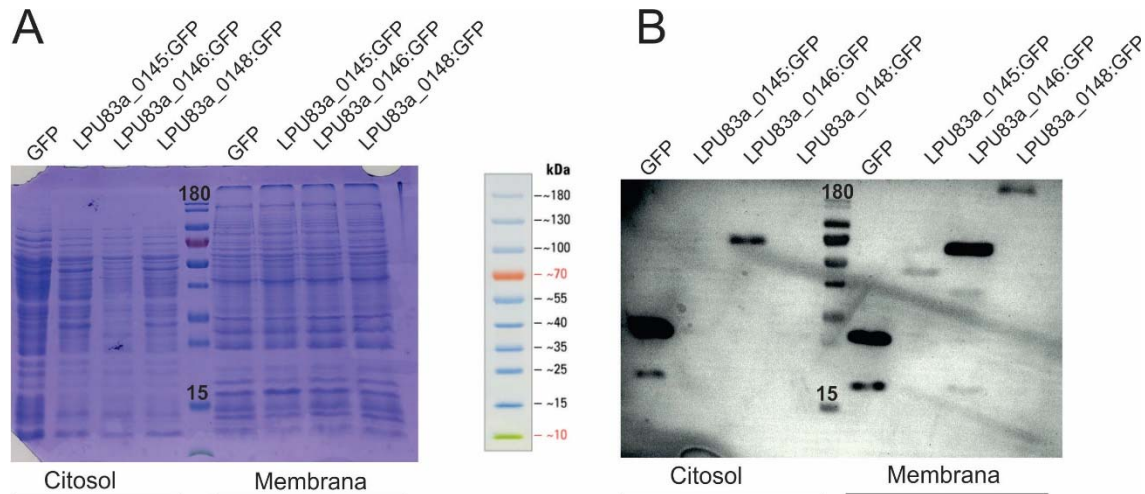 A
GFP
LPU83a_0145:GFP
LPU83a_0146:GFP
LPU83a_0148:GFP
GFP
LPU83a_0145:GFP
LPU83a_0146:GFP
LPU83a_0148:GFP
180
15
Citosol
Membrana
kDa
~180
~130
~100
~70
~55
~40
~35
~25
~15
~10
B
GFP
LPU83a_0145:GFP
LPU83a_0146:GFP
LPU83a_0148:GFP
GFP
LPU83a_0145:GFP
LPU83a_0146:GFP
LPU83a_0148:GFP
180
15
Citosol
Membrana